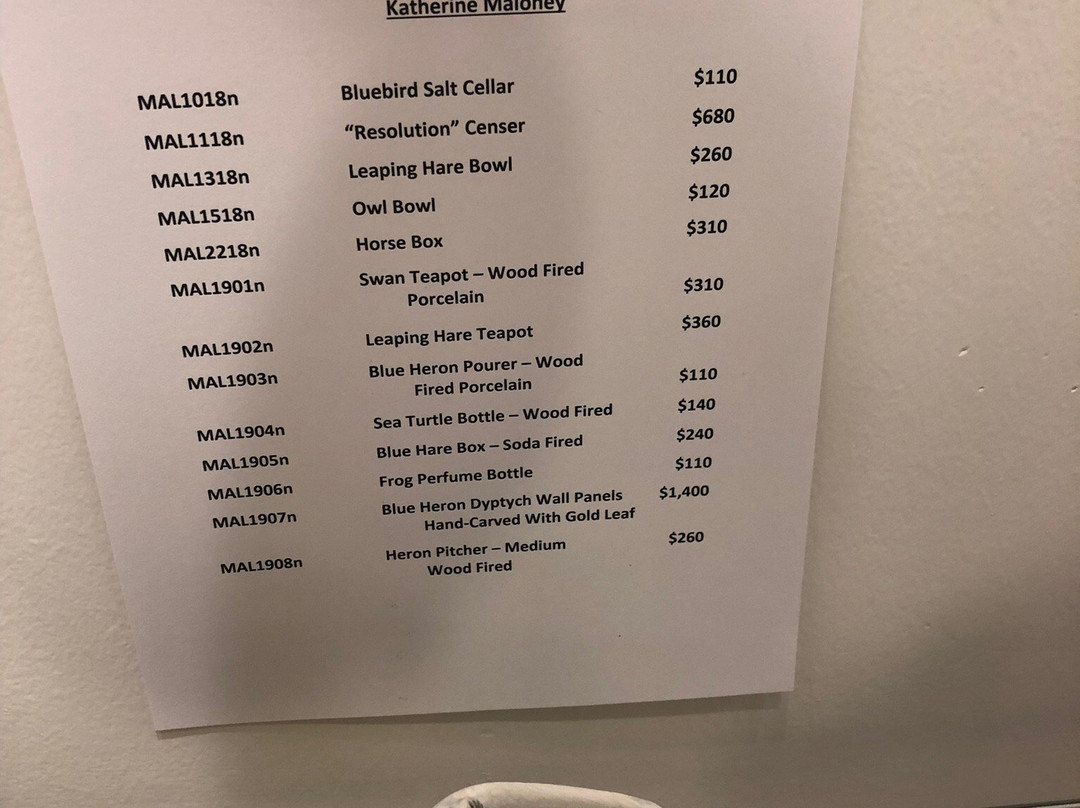 Katherine Maloney
MAL1018n Bluebird Salt Cellar $110
MAL1118n “Resolution” Censer $680
MAL1318n Leaping Hare Bowl $260
MAL1518n Owl Bowl $120
MAL2218n Horse Box $310
MAL1901n Swan Teapot – Wood Fired
Porcelain $310
MAL1902n Leaping Hare Teapot $360
MAL1903n Blue Heron Pourer – Wood
Fired Porcelain $110
MAL1904n Sea Turtle Bottle – Wood Fired $140
MAL1905n Blue Hare Box – Soda Fired $240
MAL1906n Frog Perfume Bottle $110
MAL1907n Blue Heron Dyptych Wall Panels $1,400
Hand-Carved With Gold Leaf
MAL1908n Heron Pitcher – Medium $260
Wood Fired